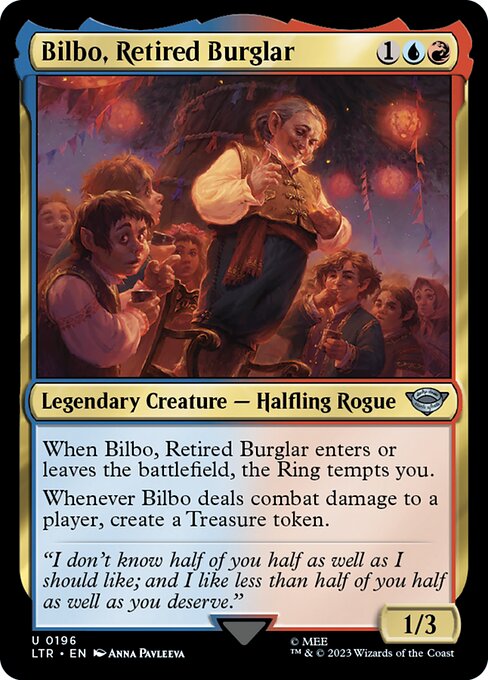 Bilbo, Retired Burglar 1
Legendary Creature — Halfling Rogue
When Bilbo, Retired Burglar enters or
leaves the battlefield, the Ring tempts you.
Whenever Bilbo deals combat damage to a
player, create a Treasure token.
“I don’t know half of you half as well as I
should like; and I like less than half of you half
as well as you deserve.”
1/3
U 0196
LTR • EN Anna Pavleeva
© MEE
™ & © 2023 Wizards of the Coast